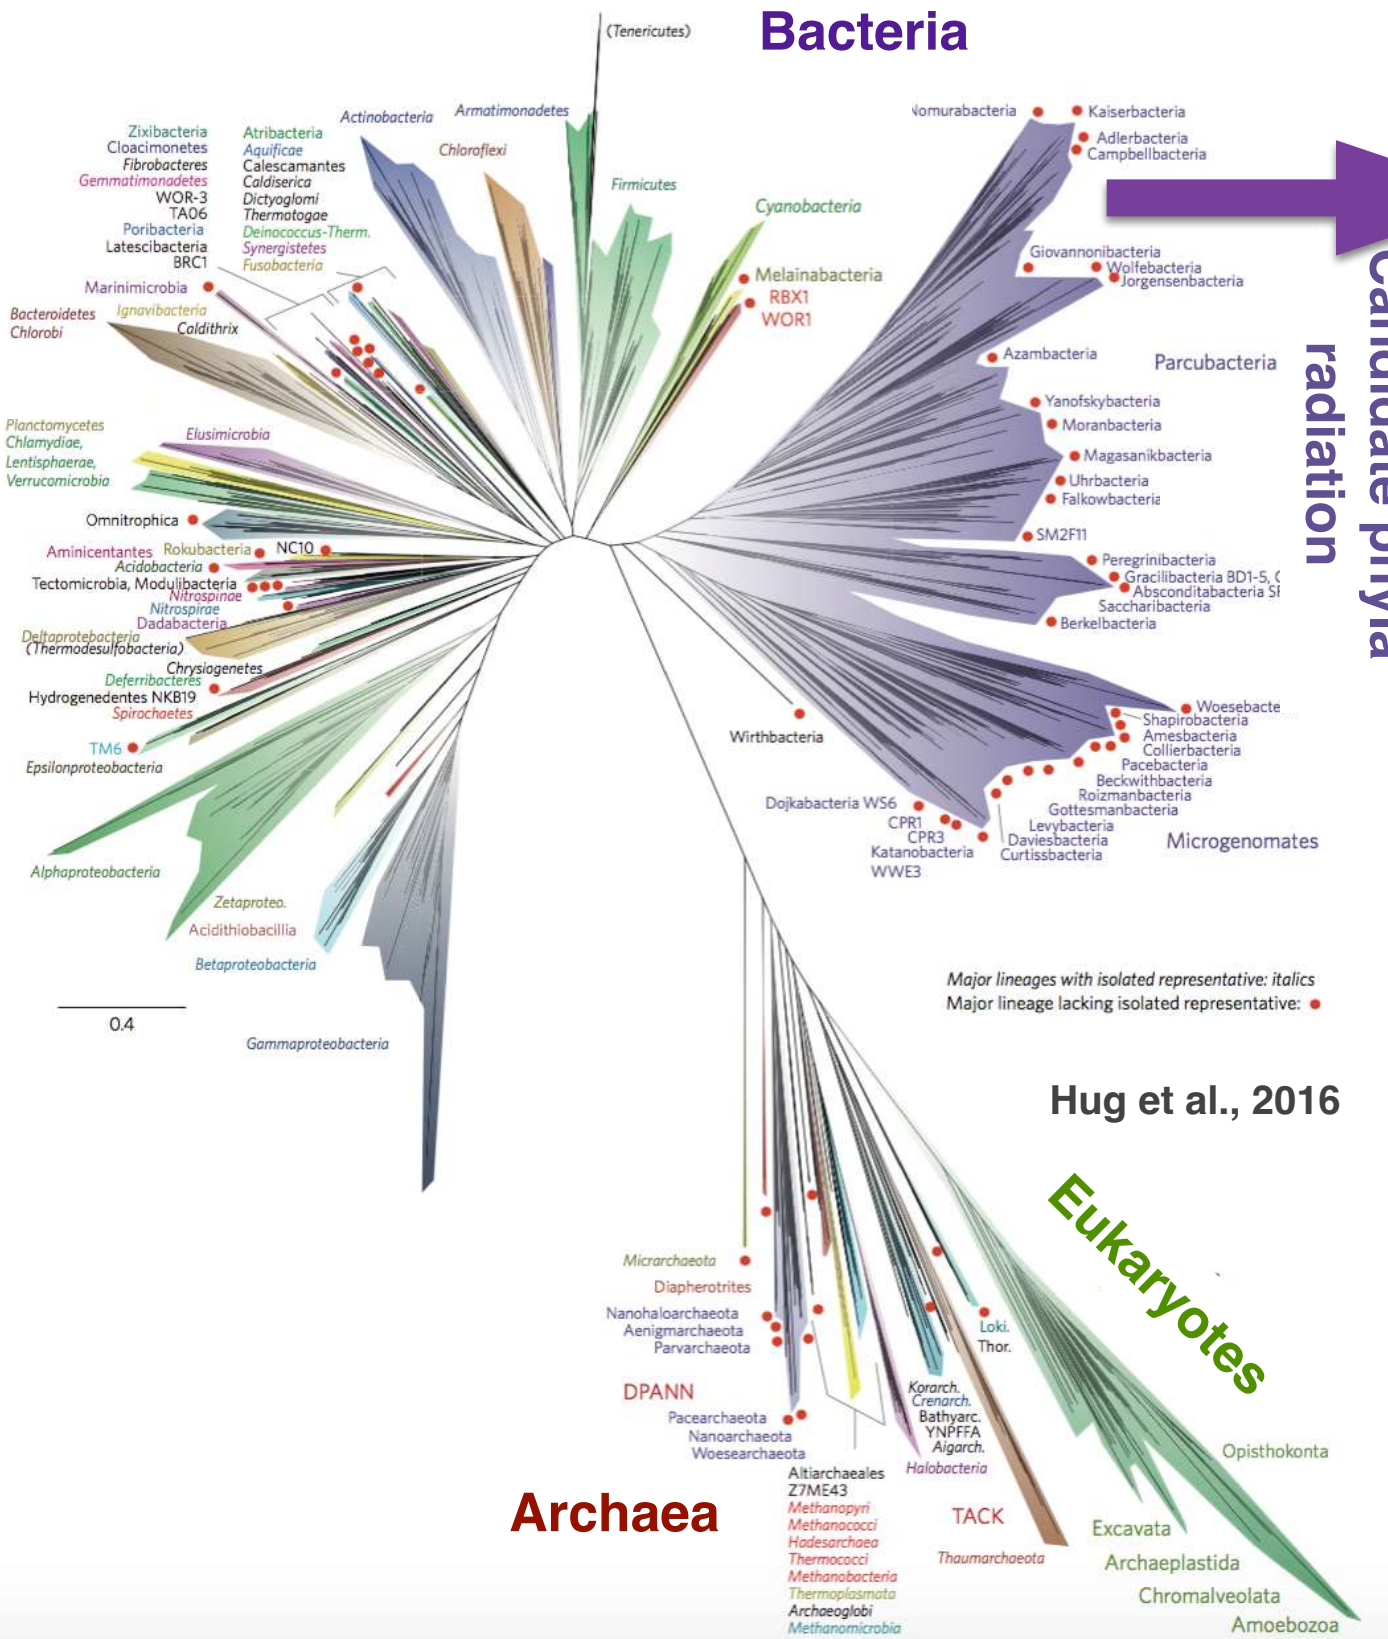 Bacteria
(Tenericutes)
Armatimonadetes
Actinobacteria
Chloroflexi
Firmicutes
Cyanobacteria
Melainabacteria
RBX1
WOR1
Zixibacteria
Cloacimonetes
Fibrobacteres
Gemmatimonadetes
WOR-3
TA06
Poribacteria
Latescibacteria
BRC1
Atribacteria
Aquificae
Calescamantes
Caldiserica
Dictyoglomi
Thermotogae
Deinococcus-Therm.
Synergistetes
Fusobacteria
Marinimicrobia
Bacteroidetes
Chlorobi
Ignavibacteria
Caldithrix
Planctomycetes
Chlamydiae,
Lentisphaerae,
Verrucomicrobia
Elusimicrobia
Omnitrophica
Aminicentantes
Rokubacteria
NC10
Acidobacteria
Tectomicrobia, Modulibacteria
Nitrospinae
Nitrospirae
Dadabacteria
Deltaprotebacteria
(Thermodesulfobacteria)
Chrysiogenetes
Deferribacteres
Hydrogenedentes NKB19
Spirochaetes
TM6
Epsilonproteobacteria
Alphaproteobacteria
Zetaproteo.
Acidithiobacillia
Betaproteobacteria
Gammaproteobacteria
0.4
Nomurabacteria
Kaiserbacteria
Adlerbacteria
Campbellbacteria
Giovannonibacteria
Wolfebacteria
Jorgensenbacteria
Azambacteria
Parcubacteria
Yanofskybacteria
Moranbacteria
Magasanikbacteria
Uhrbacteria
Falkowbacteria
SM2F11
Peregrinibacteria
Gracilibacteria BD1-5,
Absconditabacteria
Saccharibacteria
Berkelbacteria
Candidate phyla
radiation
Woesebacte
Shapirobacteria
Amesbacteria
Collierbacteria
Pacebacteria
Beckwithbacteria
Roizmanbacteria
Gottesmanbacteria
Levybacteria
Daviesbacteria
Curtissbacteria
Microgenomates
Wirthbacteria
Dojkabacteria WS6
CPR1
CPR3
Katanobacteria
WWE3
Major lineages with isolated representative: italics
Major lineage lacking isolated representative:
Hug et al., 2016
Eukaryotes
Micrarchaeota
Diapherotrites
Nanohaloarchaeota
Aenigmarchaeota
Parvarchaeota
DPANN
Pacearchaeota
Nanoarchaeota
Woesearchaeota
Archaea
Altiarchaeales
Z7ME43
Methanopyri
Methanococci
Hadesarchaea
Thermococci
Methanobacteria
Thermoplasmata
Archaeoglobi
Methanomicrobia
Halobacteria
Loki.
Thor.
Korarch.
Crenarch.
Bathyarc.
YNPFFA
Aigarch.
TACK
Thaumarchaeota
Opisthokonta
Excavata
Archaeplastida
Chromalveolata
Amoebozoa